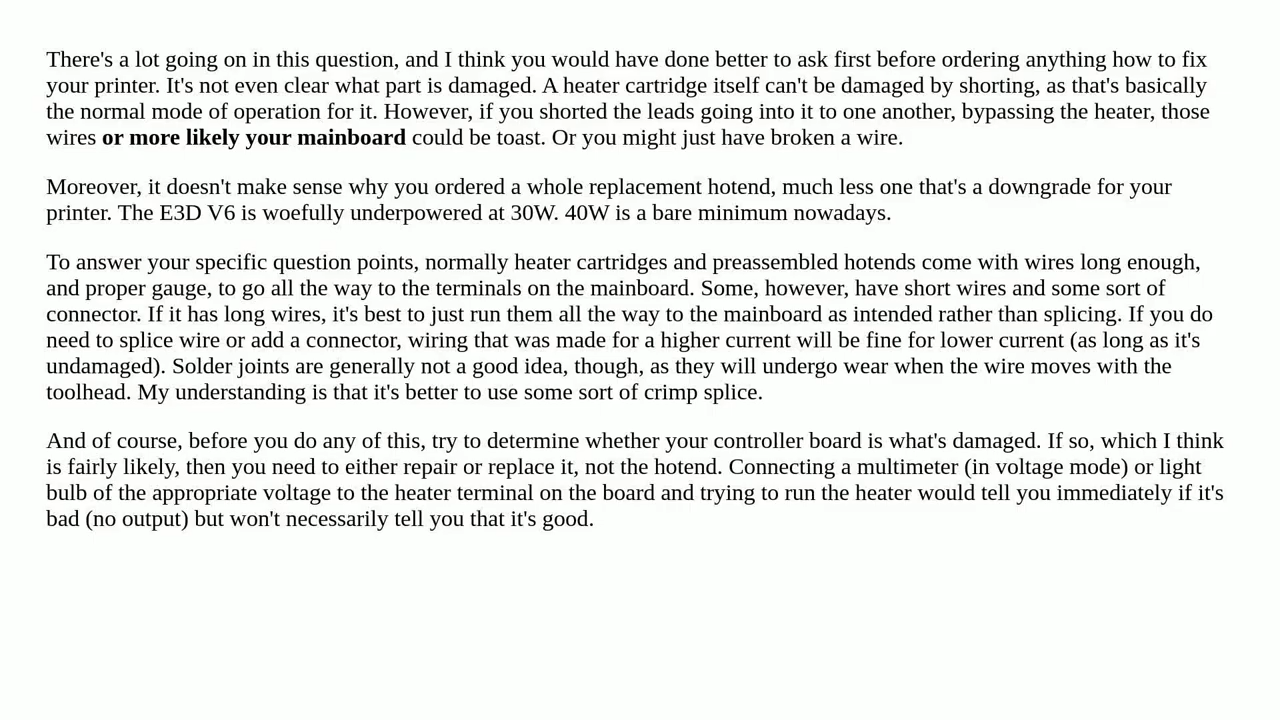 There's a lot going on in this question, and I think you would have done better to ask first before ordering anything how to fix
your printer. It's not even clear what part is damaged. A heater cartridge itself can't be damaged by shorting, as that's basically
the normal mode of operation for it. However, if you shorted the leads going into it to one another, bypassing the heater, those
wires or more likely your mainboard could be toast. Or you might just have broken a wire.
Moreover, it doesn't make sense why you ordered a whole replacement hotend, much less one that's a downgrade for your
printer. The E3D V6 is woefully underpowered at 30W. 40W is a bare minimum nowadays.
To answer your specific question points, normally heater cartridges and preassembled hotends come with wires long enough,
and proper gauge, to go all the way to the terminals on the mainboard. Some, however, have short wires and some sort of
connector. If it has long wires, it's best to just run them all the way to the mainboard as intended rather than splicing. If you do
need to splice wire or add a connector, wiring that was made for a higher current will be fine for lower current (as long as it's
undamaged). Solder joints are generally not a good idea, though, as they will undergo wear when the wire moves with the
toolhead. My understanding is that it's better to use some sort of crimp splice.
And of course, before you do any of this, try to determine whether your controller board is what's damaged. If so, which I think
is fairly likely, then you need to either repair or replace it, not the hotend. Connecting a multimeter (in voltage mode) or light
bulb of the appropriate voltage to the heater terminal on the board and trying to run the heater would tell you immediately if it's
bad (no output) but won't necessarily tell you that it's good.